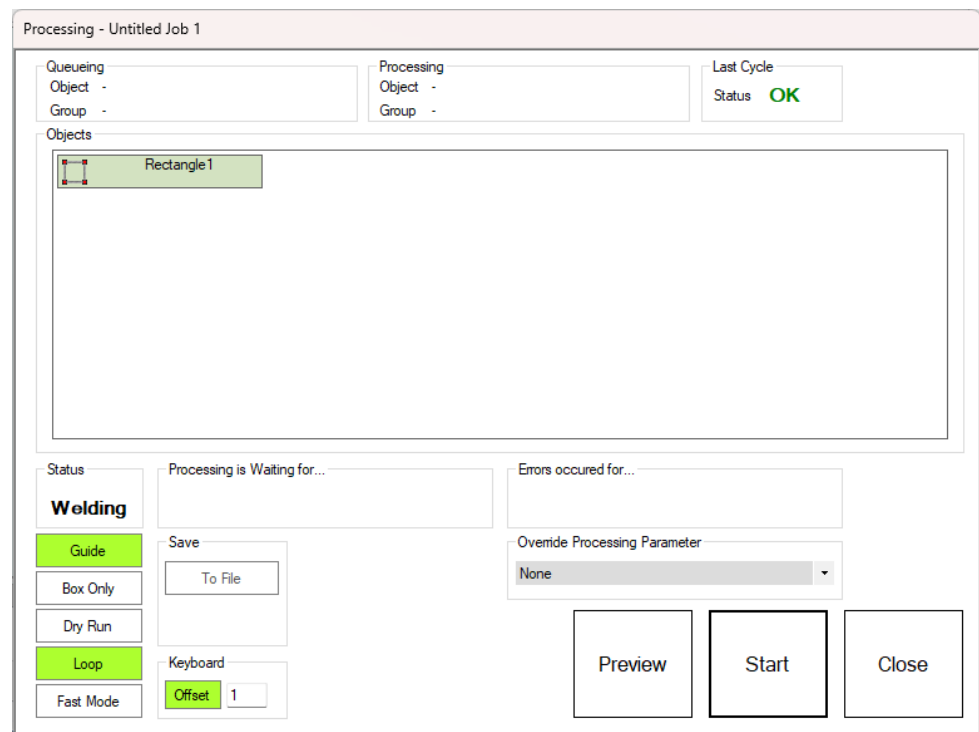 Processing - Untitled Job 1
Queueing
Object -
Group -
Processing
Object -
Group -
Last Cycle
Status OK
Objects
Rectangle1
Status
Welding
Processing is Waiting for...
Errors occured for...
Guide
Box Only
Dry Run
Loop
Fast Mode
Save
To File
Keyboard
Offset 1
Override Processing Parameter
None
Preview
Start
Close